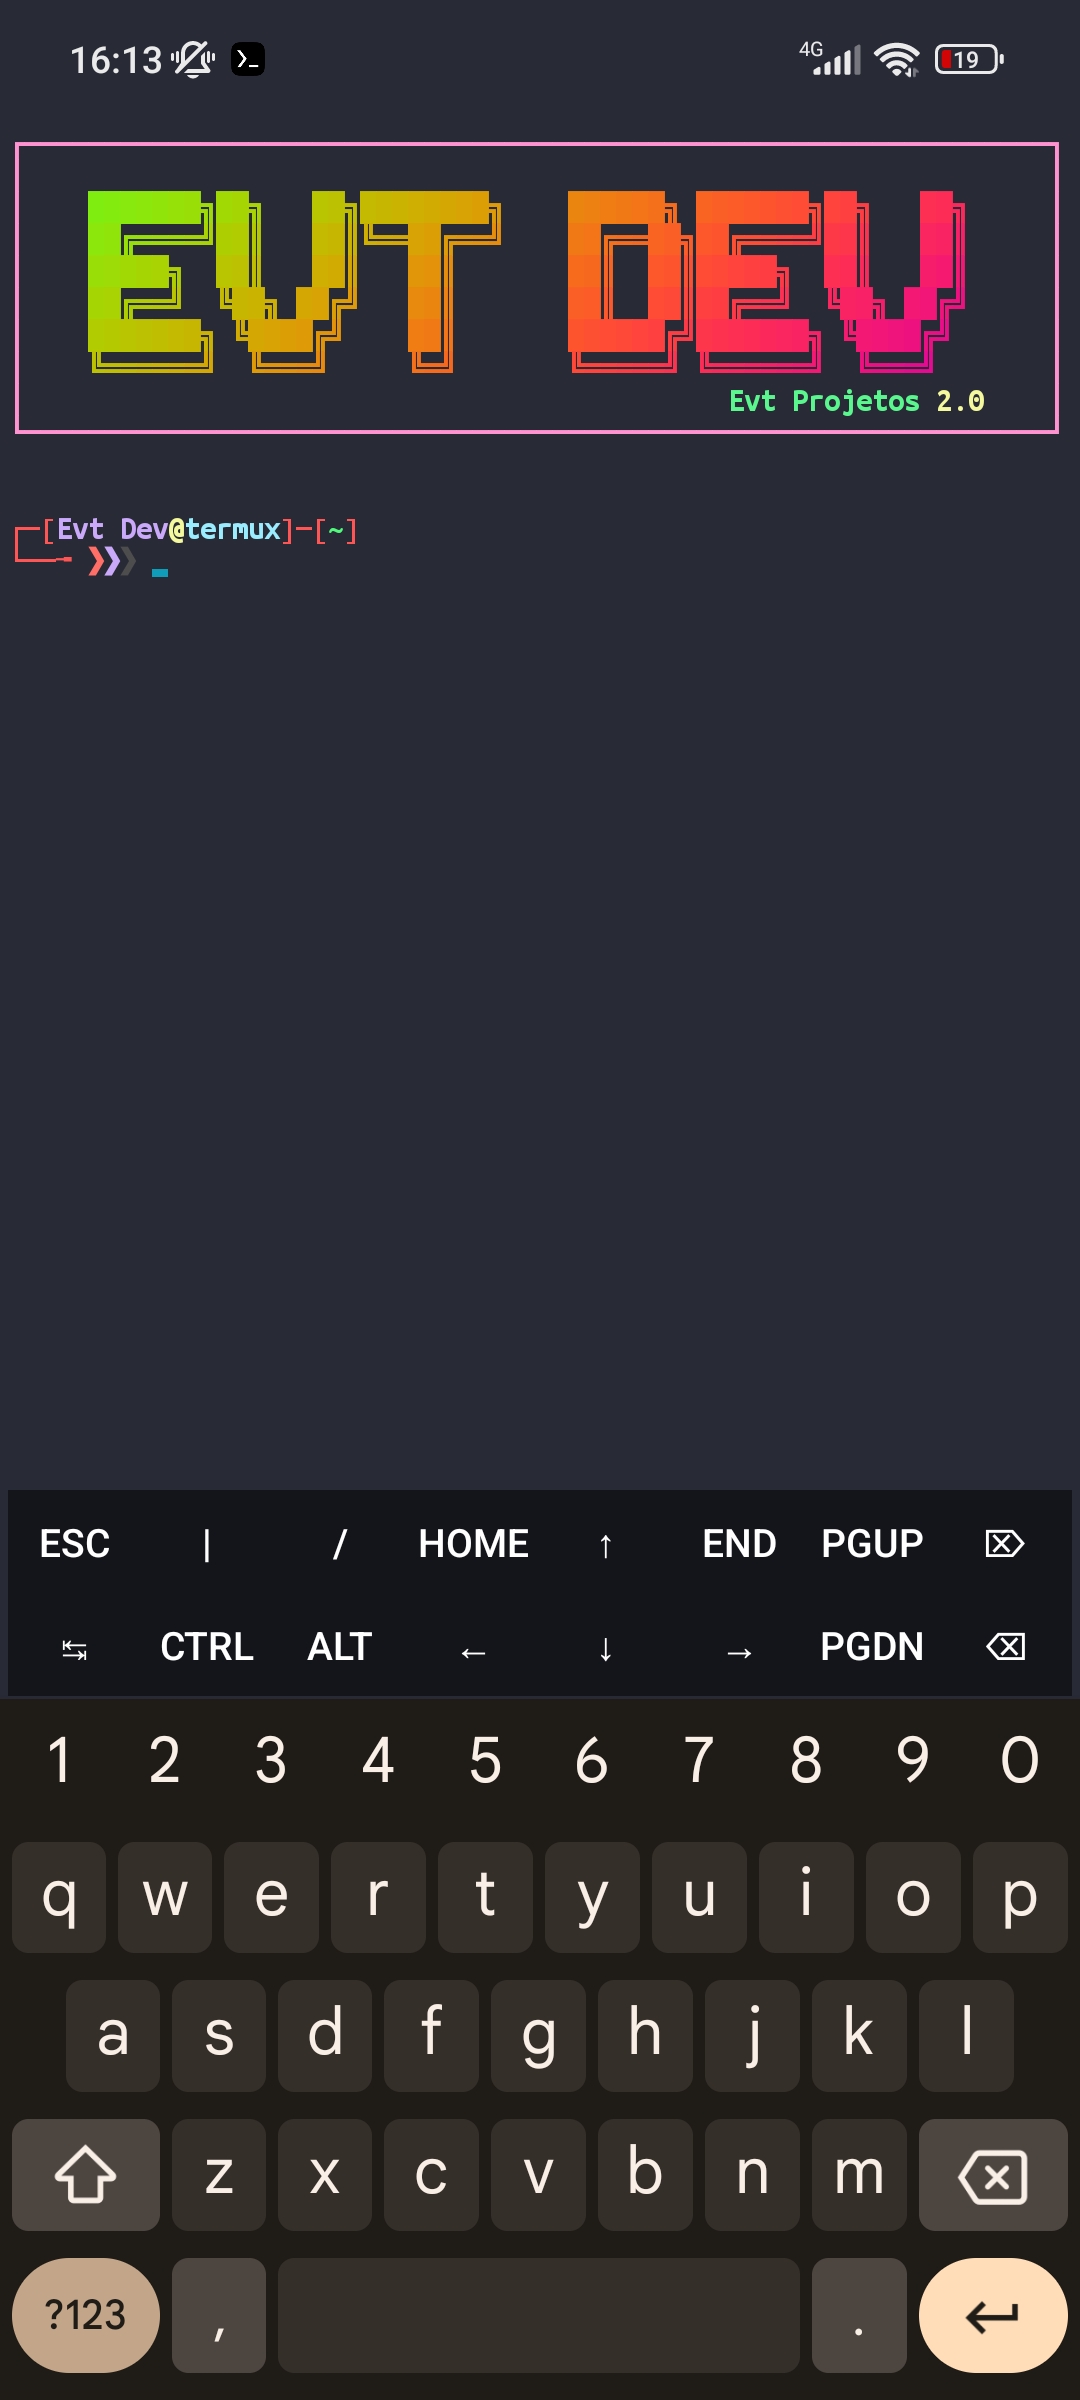 16:13 4G 19
EVT DEV
Evt Projetos 2.0
[Evt Dev@termux]-[~]
❯❯❯ _
ESC | / HOME ↑ END PGUP
CTRL ALT ← ↓ → PGDN
1 2 3 4 5 6 7 8 9 0
q w e r t y u i o p
a s d f g h j k l
z x c v b n m
?123 , .